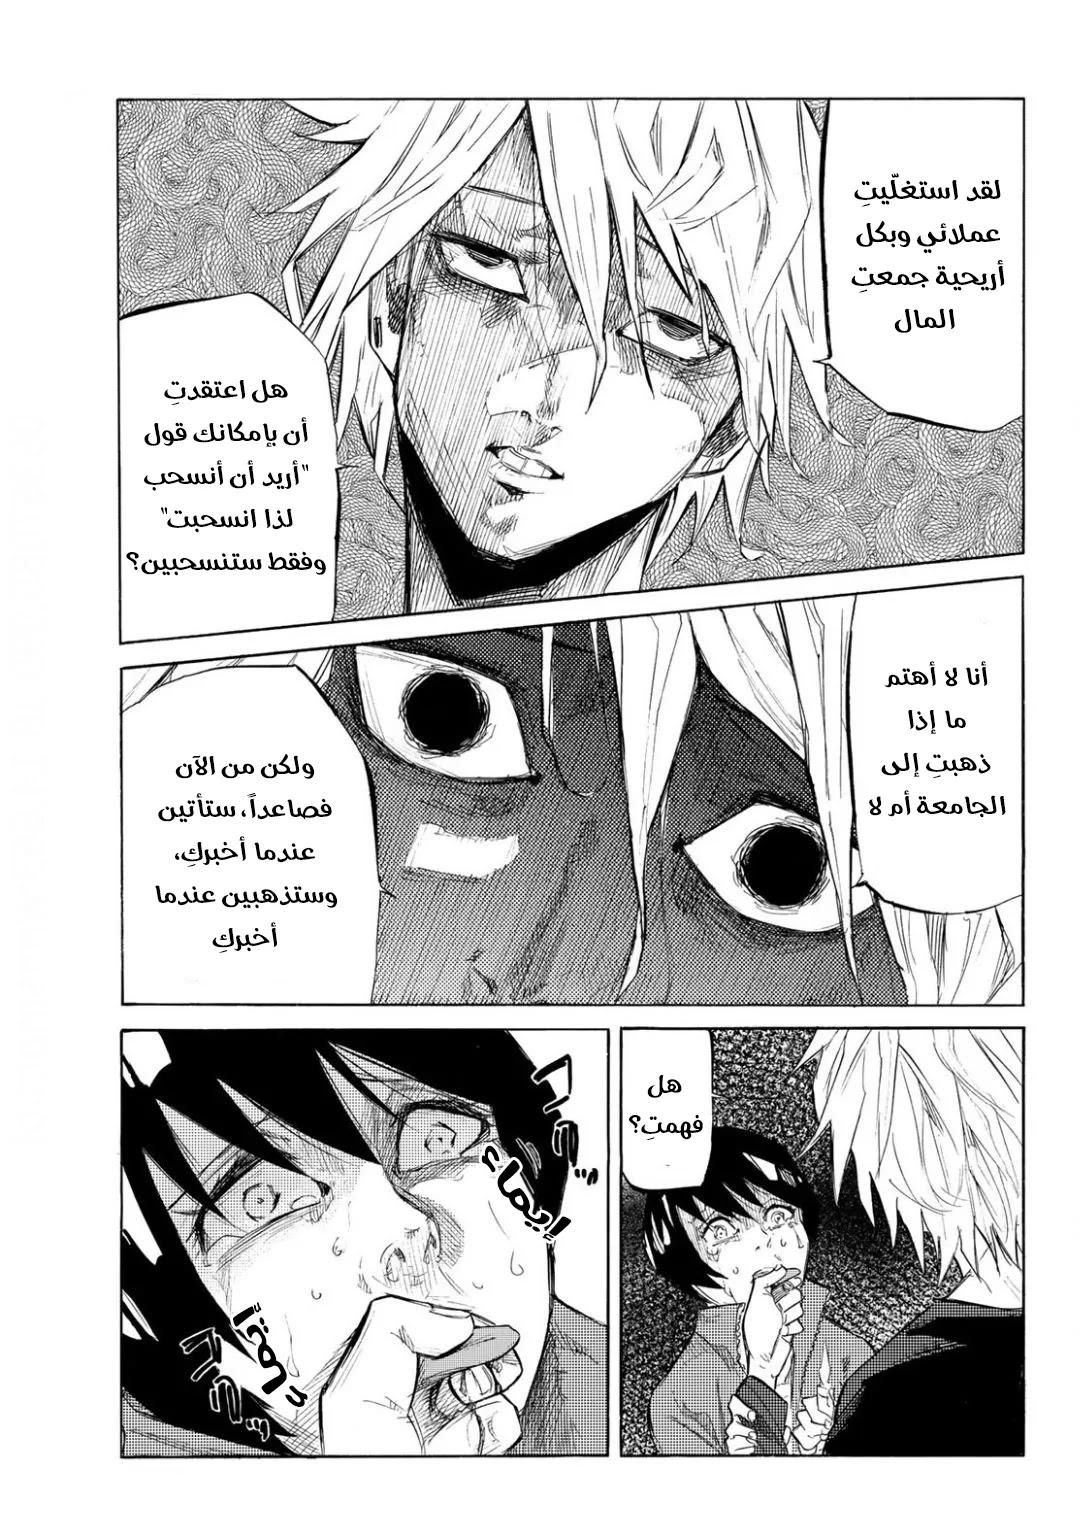 لقد استغلّيتِ
عملائي وبكل
أريحية جمعتِ
المال
هل اعتقدتِ
أن بإمكانك قول
"أريد أن أنسحب
لذا انسحبت"
وفقط ستنسحبين؟
أنا لا أهتم
ما إذا
ذهبتِ إلى
الجامعة أم لا
ولكن من الآن
فصاعداً، ستأتين
عندما أخبركِ،
وستذهبين عندما
أخبركِ
هل
فهمتِ؟
إيماء
إيماء